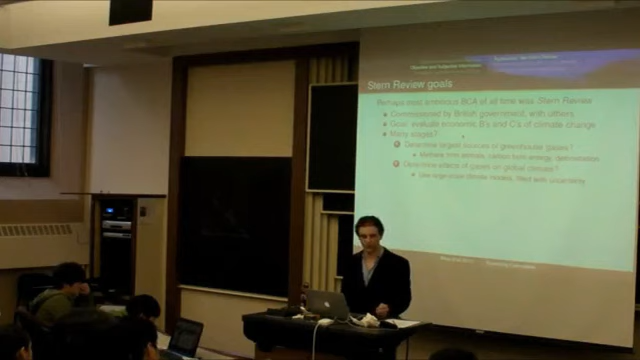 Stern Review goals
Perhaps most ambitious BCA of all time was Stern Review
Commissioned by British government, with others
Goal: evaluate economic B's and C's of climate change
Many stages?
Determine largest sources of greenhouse gases?
Methane from animals, carbon from energy, deforestation
Determine effects of gases on global climate?
Use large-scale climate models, filled with uncertainty